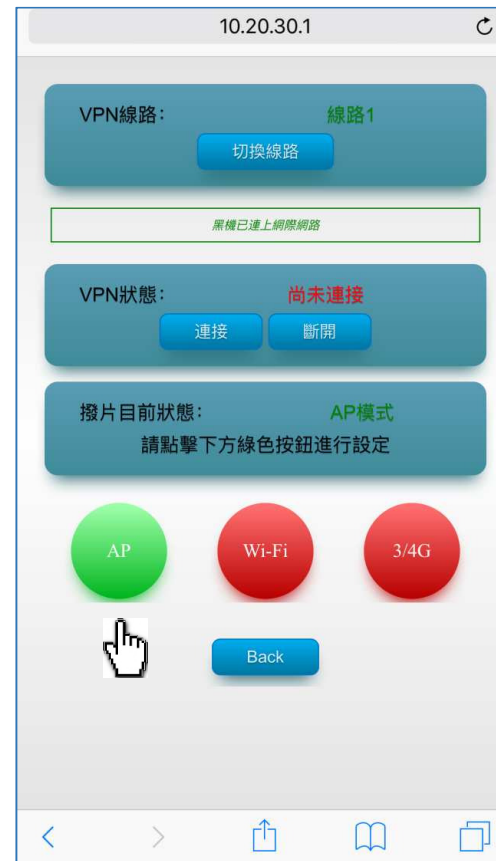 10.20.30.1
VPN線路： 線路1
切換線路
黑機已連上網際網路
VPN狀態： 尚未連接
連接 斷開
撥片目前狀態： AP模式
請點擊下方綠色按鈕進行設定
AP Wi-Fi 3/4G
Back